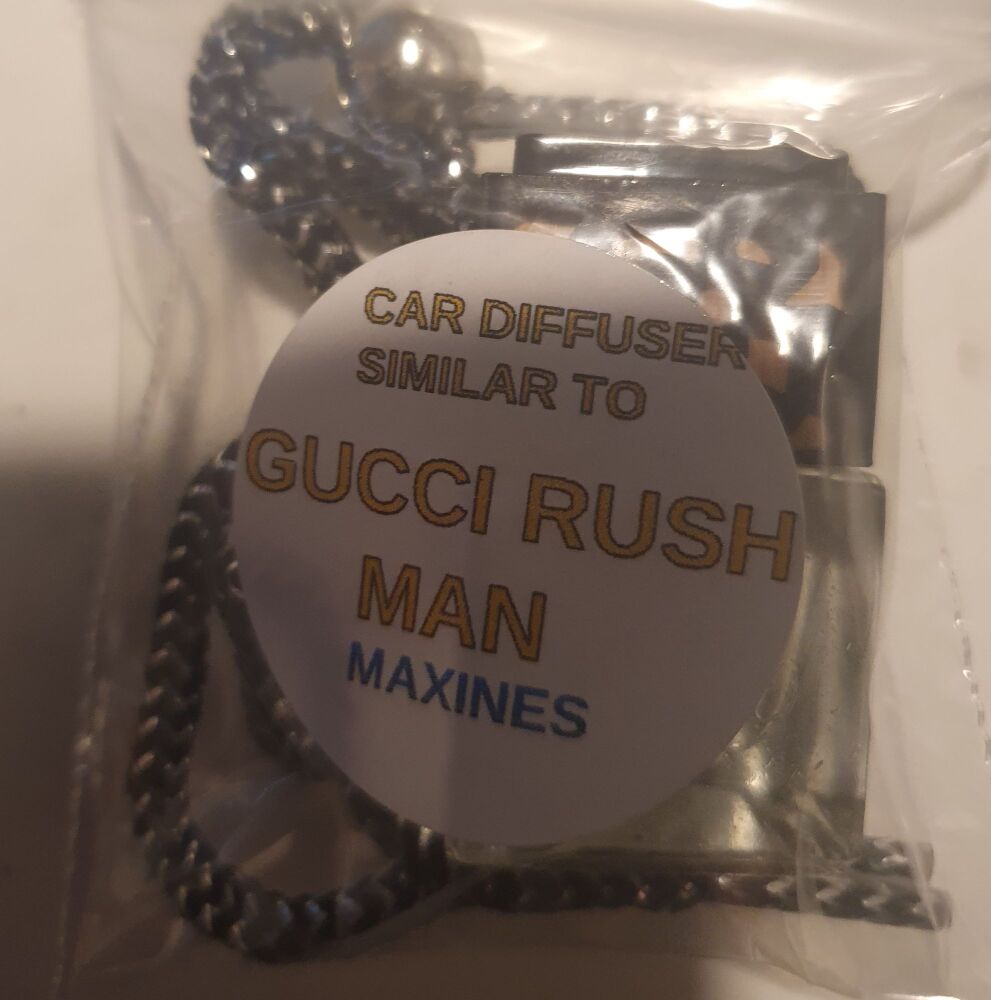 CAR DIFFUSER
SIMILAR TO
GUCCI RUSH
MAN
MAXINES